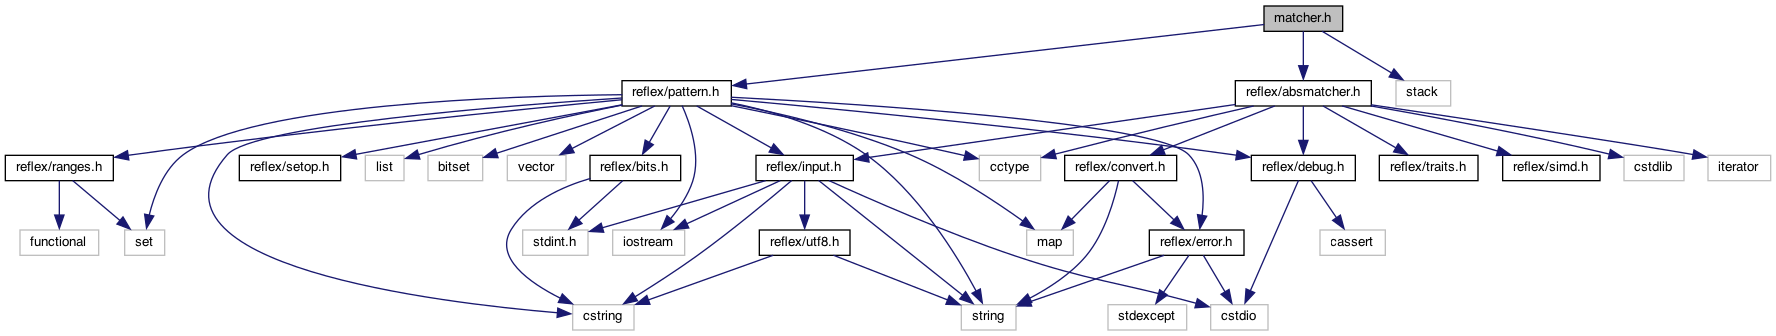 matcher.h
reflex/pattern.h
reflex/absmatcher.h
stack
reflex/ranges.h
reflex/setop.h
list
bitset
vector
reflex/bits.h
reflex/input.h
cctype
reflex/convert.h
reflex/debug.h
reflex/traits.h
reflex/simd.h
cstdlib
iterator
functional
set
stdint.h
iostream
reflex/utf8.h
map
reflex/error.h
cassert
cstring
string
stdexcept
cstdio